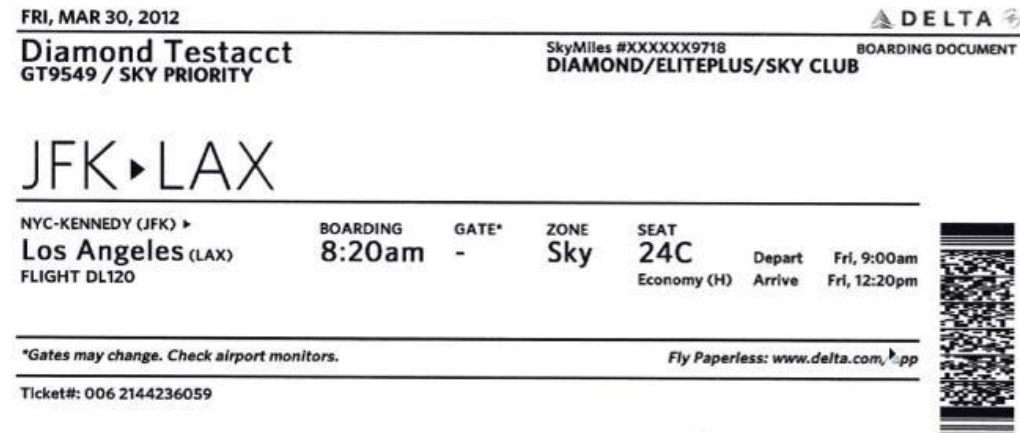 FRI, MAR 30, 2012 DELTA
Diamond Testacct SkyMiles #XXXXXX9718 BOARDING DOCUMENT
GT9549 / SKY PRIORITY DIAMOND/ELITEPLUS/SKY CLUB
JFK▸LAX
NYC-KENNEDY (JFK) ▸ BOARDING GATE* ZONE SEAT
Los Angeles (LAX) 8:20am - Sky 24C Depart Fri, 9:00am
FLIGHT DL120 Economy (H) Arrive Fri, 12:20pm
*Gates may change. Check airport monitors. Fly Paperless: www.delta.com/app
Ticket#: 006 2144236059